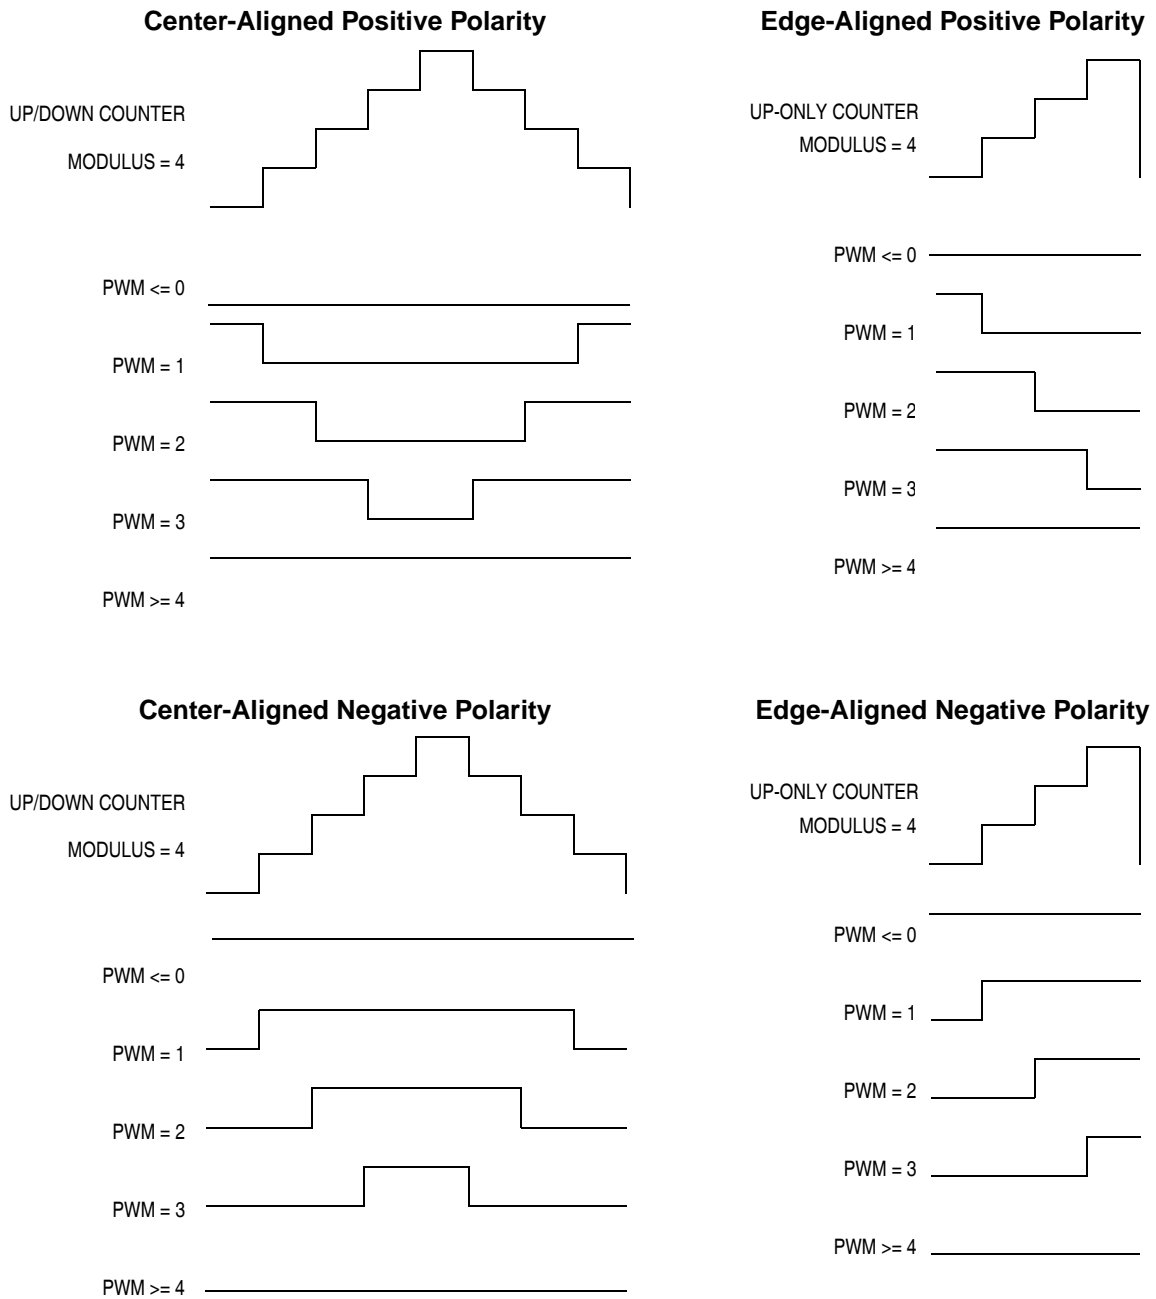 Center-Aligned Positive Polarity
UP/DOWN COUNTER
MODULUS = 4
PWM <= 0
PWM = 1
PWM = 2
PWM = 3
PWM >= 4
Edge-Aligned Positive Polarity
UP-ONLY COUNTER
MODULUS = 4
PWM <= 0
PWM = 1
PWM = 2
PWM = 3
PWM >= 4
Center-Aligned Negative Polarity
UP/DOWN COUNTER
MODULUS = 4
PWM <= 0
PWM = 1
PWM = 2
PWM = 3
PWM >= 4
Edge-Aligned Negative Polarity
UP-ONLY COUNTER
MODULUS = 4
PWM <= 0
PWM = 1
PWM = 2
PWM = 3
PWM >= 4